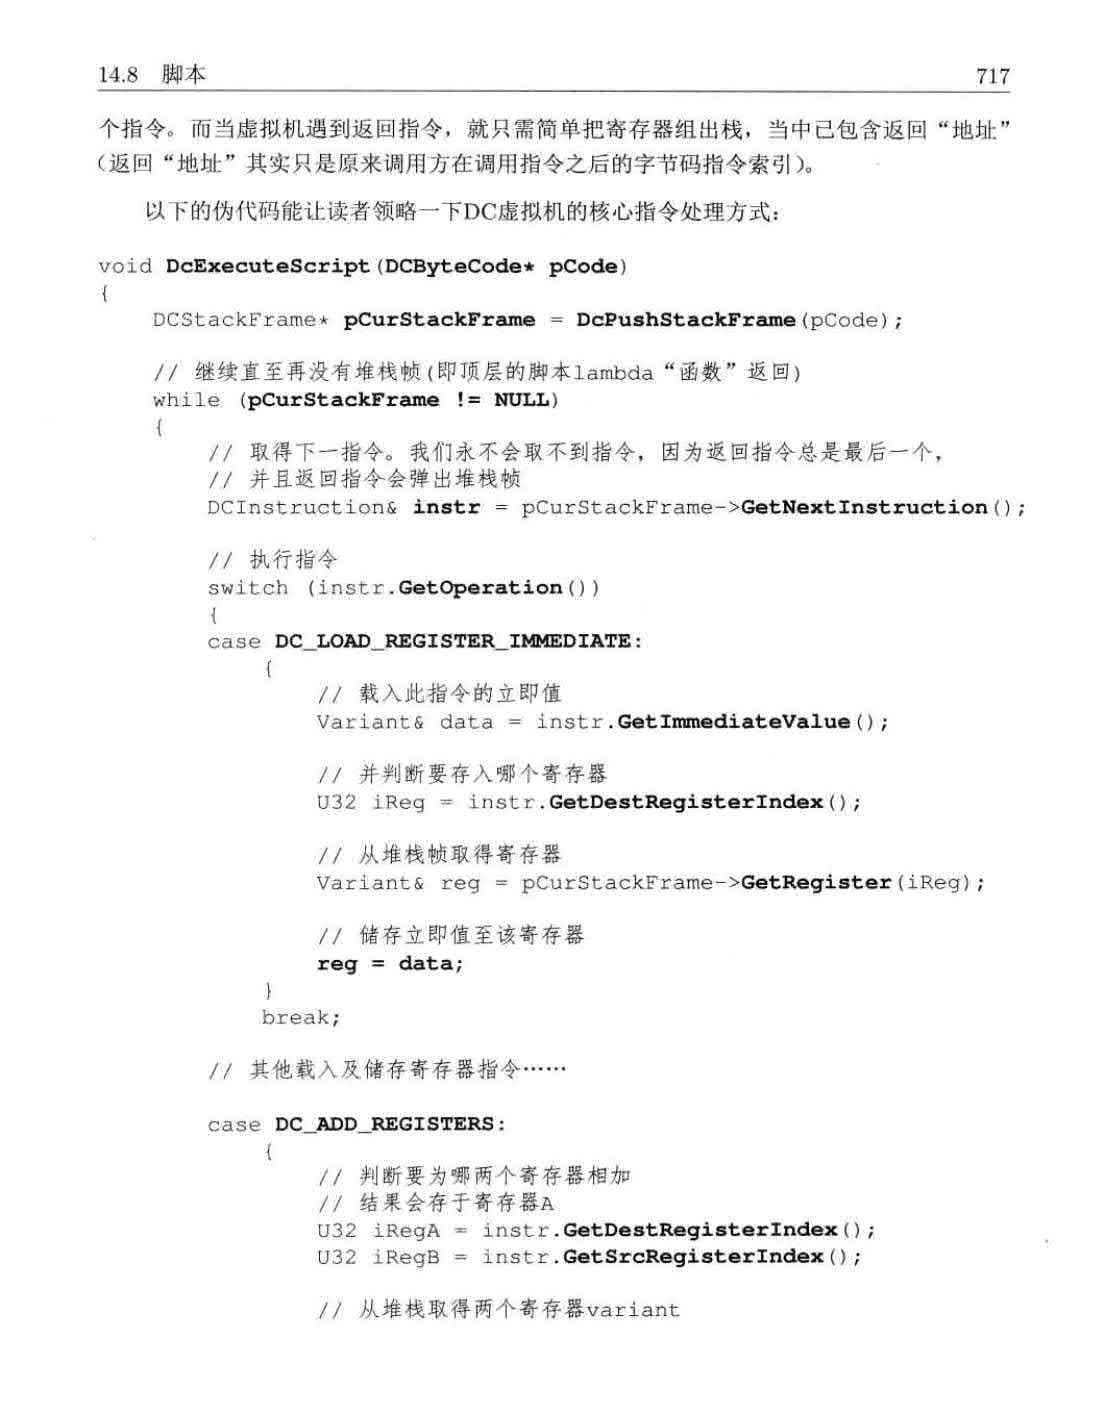 14.8 脚本 717
个指令。而当虚拟机遇到返回指令，就只需简单把寄存器组出栈，当中已包含返回“地址”
（返回“地址”其实只是原来调用方在调用指令之后的字节码指令索引）。
以下的伪代码能让读者领略一下DC虚拟机的核心指令处理方式：
void DcExecuteScript(DCByteCode* pCode)
{
    DCStackFrame* pCurStackFrame = DcPushStackFrame(pCode);
    // 继续直至再没有堆栈帧(即顶层的脚本lambda“函数”返回)
    while (pCurStackFrame != NULL)
    {
        // 取得下一指令。我们永不会取不到指令，因为返回指令总是最后一个，
        // 并且返回指令会弹出堆栈帧
        DCInstruction& instr = pCurStackFrame->GetNextInstruction();
        // 执行指令
        switch (instr.GetOperation())
        {
        case DC_LOAD_REGISTER_IMMEDIATE:
            {
                // 载入此指令的立即值
                Variant& data = instr.GetImmediateValue();
                // 并判断要存入哪个寄存器
                U32 iReg = instr.GetDestRegisterIndex();
                // 从堆栈帧取得寄存器
                Variant& reg = pCurStackFrame->GetRegister(iReg);
                // 储存立即值至该寄存器
                reg = data;
            }
            break;
        // 其他载入及储存寄存器指令……
        case DC_ADD_REGISTERS:
            {
                // 判断要为哪两个寄存器相加
                // 结果会存于寄存器A
                U32 iRegA = instr.GetDestRegisterIndex();
                U32 iRegB = instr.GetSrcRegisterIndex();
                // 从堆栈取得两个寄存器variant